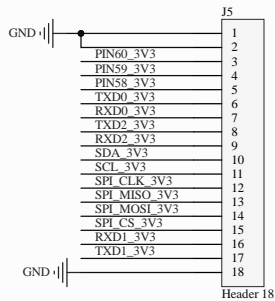 J5
GND
1
2
PIN60_3V3
3
PIN59_3V3
4
PIN58_3V3
5
TXD0_3V3
6
RXD0_3V3
7
TXD2_3V3
8
RXD2_3V3
9
SDA_3V3
10
SCL_3V3
11
SPI_CLK_3V3
12
SPI_MISO_3V3
13
SPI_MOSI_3V3
14
SPI_CS_3V3
15
RXD1_3V3
16
TXD1_3V3
17
GND
18
Header 18